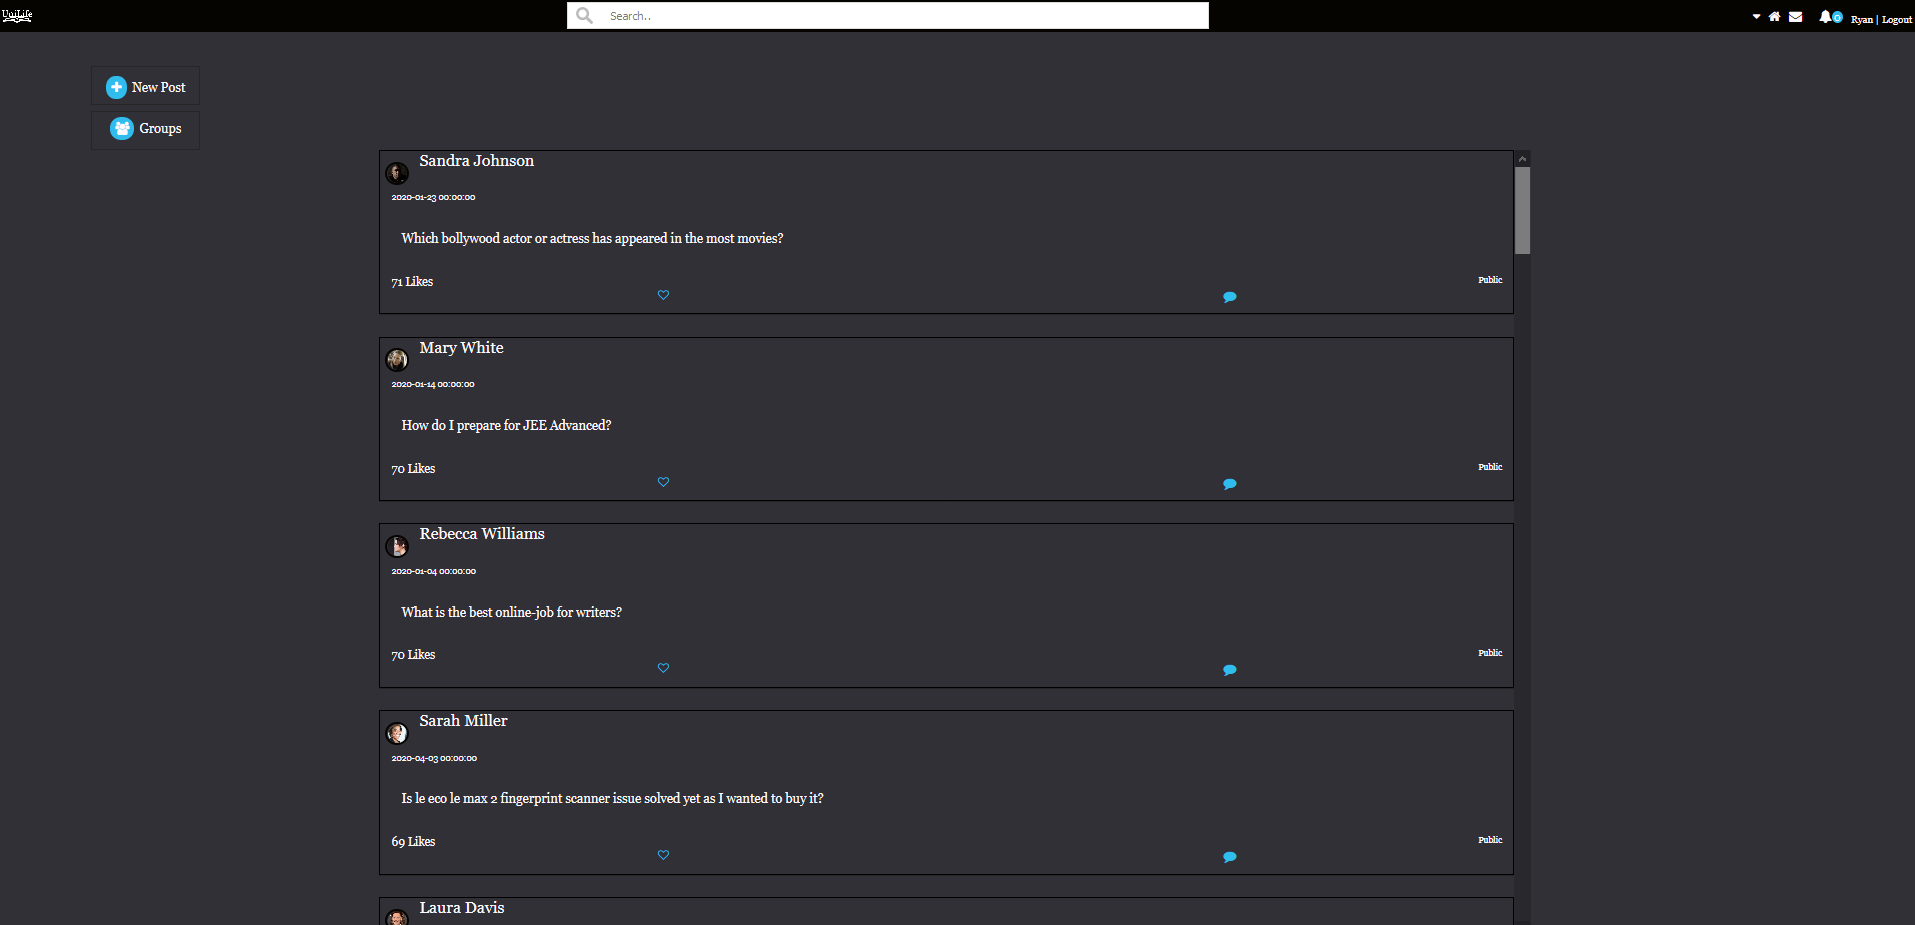 UniLife
Search..
0
Ryan | Logout
New Post
Groups
Sandra Johnson
2020-01-23 00:00:00
Which bollywood actor or actress has appeared in the most movies?
71 Likes
Public
Mary White
2020-01-14 00:00:00
How do I prepare for JEE Advanced?
70 Likes
Public
Rebecca Williams
2020-01-04 00:00:00
What is the best online-job for writers?
70 Likes
Public
Sarah Miller
2020-04-03 00:00:00
Is le eco le max 2 fingerprint scanner issue solved yet as I wanted to buy it?
69 Likes
Public
Laura Davis